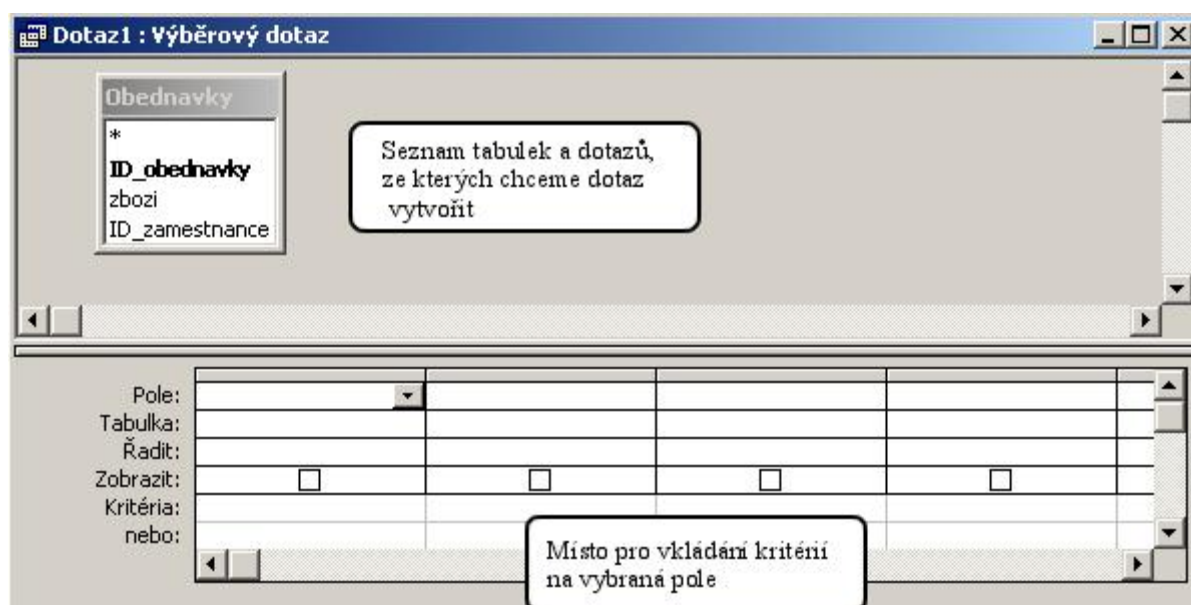 Dotaz1 : Výběrový dotaz
Obednavky
*
ID_obednavky
zbozi
ID_zamestnance
Seznam tabulek a dotazů,
ze kterých chceme dotaz
vytvořit
Pole:
Tabulka:
Řadit:
Zobrazit:
Kritéria:
nebo:
Místo pro vkládání kritérií
na vybraná pole